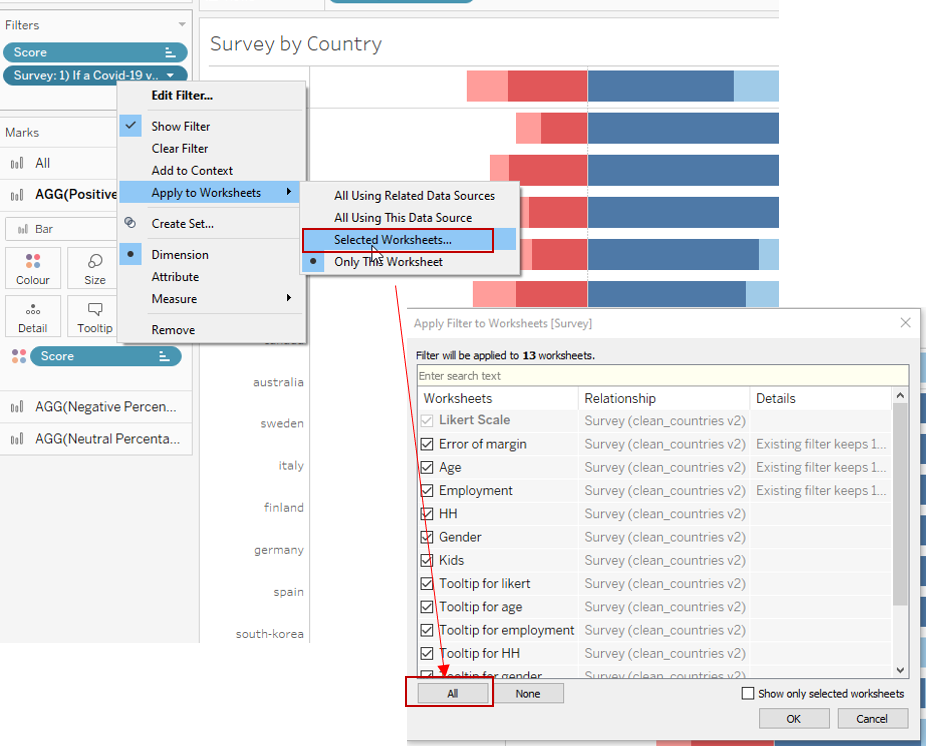 Filters
Score
Survey: 1) If a Covid-19 v..
Survey by Country
Edit Filter...
Show Filter
Clear Filter
Add to Context
Apply to Worksheets
Create Set...
Dimension
Attribute
Measure
Remove
All Using Related Data Sources
All Using This Data Source
Selected Worksheets...
Only This Worksheet
Marks
All
AGG(Positive
Bar
Colour
Size
Detail
Tooltip
Score
AGG(Negative Percen...
AGG(Neutral Percenta...
australia
sweden
italy
finland
germany
spain
south-korea
Apply Filter to Worksheets [Survey]
Filter will be applied to 13 worksheets.
Enter search text
Worksheets Relationship Details
Likert Scale Survey (clean_countries v2)
Error of margin Survey (clean_countries v2) Existing filter keeps 1...
Age Survey (clean_countries v2) Existing filter keeps 1...
Employment Survey (clean_countries v2) Existing filter keeps 1...
HH Survey (clean_countries v2)
Gender Survey (clean_countries v2)
Kids Survey (clean_countries v2)
Tooltip for likert Survey (clean_countries v2)
Tooltip for age Survey (clean_countries v2)
Tooltip for employment Survey (clean_countries v2)
Tooltip for HH Survey (clean_countries v2)
Tooltip for gender Survey (clean_countries v2)
All None Show only selected worksheets
OK Cancel